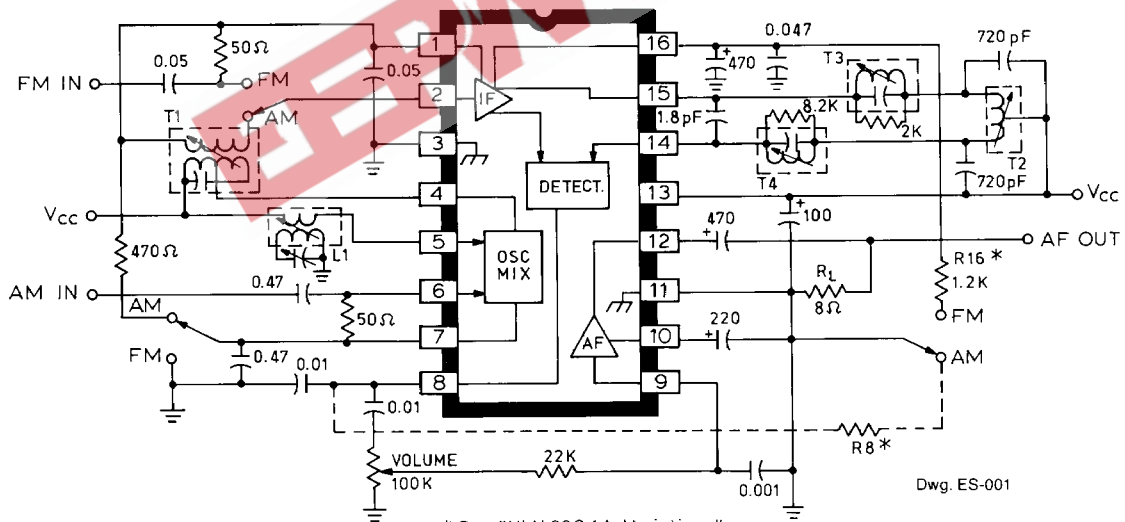 1
16
0.047
720 pF
50Ω
+
470
T3
FM IN
0.05
FM
0.05
2
IF
15
1.8 pF
8.2K
2K
T1
AM
T2
3
14
T4
720pF
DETECT.
4
13
Vcc
Vcc
+
100
5
OSC
MIX
12
470
+
AF OUT
L1
470Ω
R16 *
AM IN
0.47
6
11
RL
8Ω
1.2K
AM
50Ω
FM
7
AF
10
220
+
FM
0.47
0.01
8
9
AM
0.01
R8 *
VOLUME
100K
22K
0.001
Dwg. ES-001